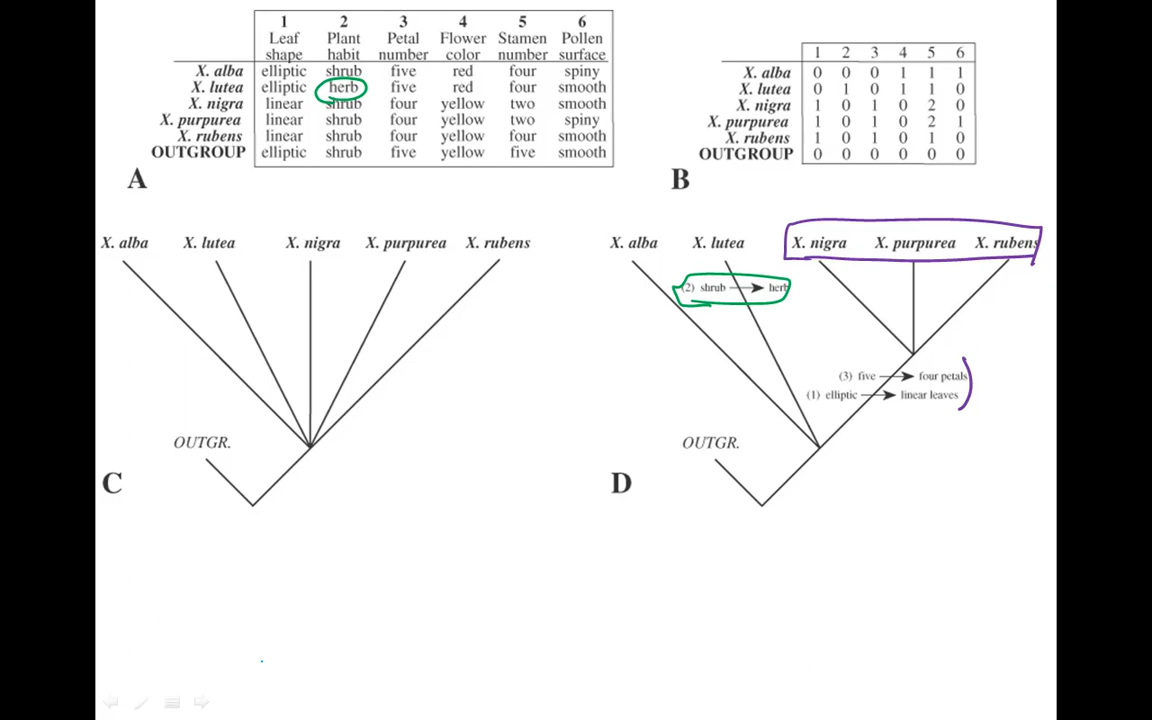 1 2 3 4 5 6
Leaf Plant Petal Flower Stamen Pollen
shape habit number color number surface
X. alba elliptic shrub five red four spiny
X. lutea elliptic herb five red four smooth
X. nigra linear shrub four yellow two smooth
X. purpurea linear shrub four yellow two spiny
X. rubens linear shrub four yellow four smooth
OUTGROUP elliptic shrub five yellow five smooth
A
1 2 3 4 5 6
X. alba 0 0 0 1 1 1
X. lutea 0 1 0 1 1 0
X. nigra 1 0 1 0 2 0
X. purpurea 1 0 1 0 2 1
X. rubens 1 0 1 0 1 0
OUTGROUP 0 0 0 0 0 0
B
X. alba X. lutea X. nigra X. purpurea X. rubens
OUTGR.
C
X. alba X. lutea X. nigra X. purpurea X. rubens
(2) shrub herb
(3) five four petals
(1) elliptic linear leaves
OUTGR.
D